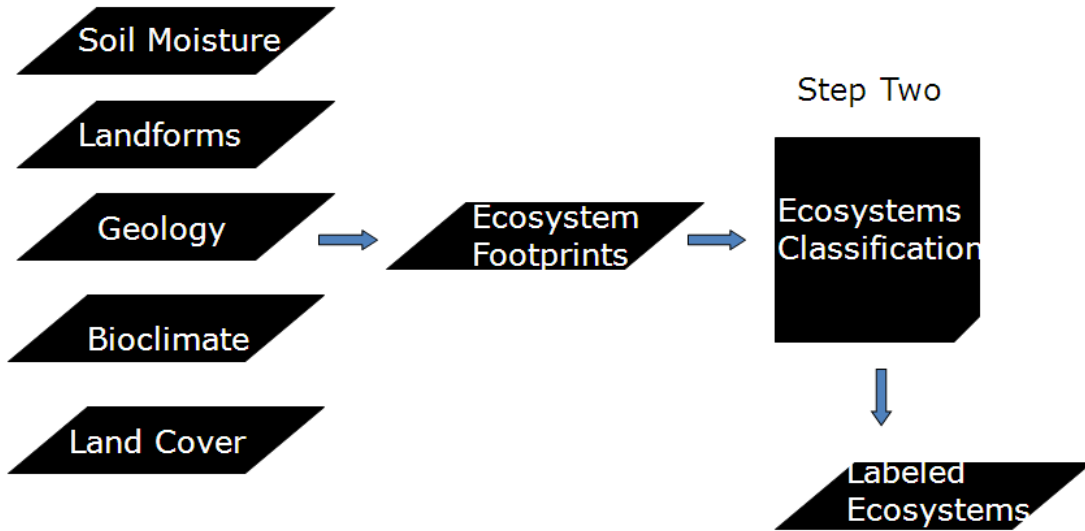 Soil Moisture
Landforms
Geology
Bioclimate
Land Cover
Ecosystem
Footprints
Step Two
Ecosystems
Classification
Labeled
Ecosystems